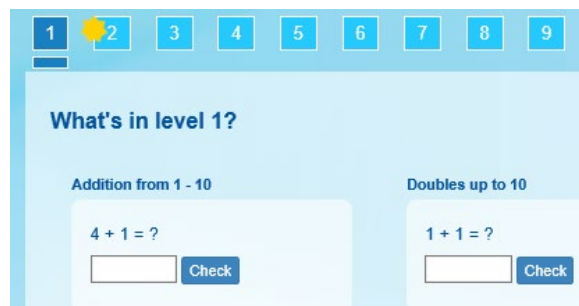 1 2 3 4 5 6 7 8 9
What's in level 1?
Addition from 1 - 10
Doubles up to 10
4 + 1 = ?
1 + 1 = ?
Check
Check